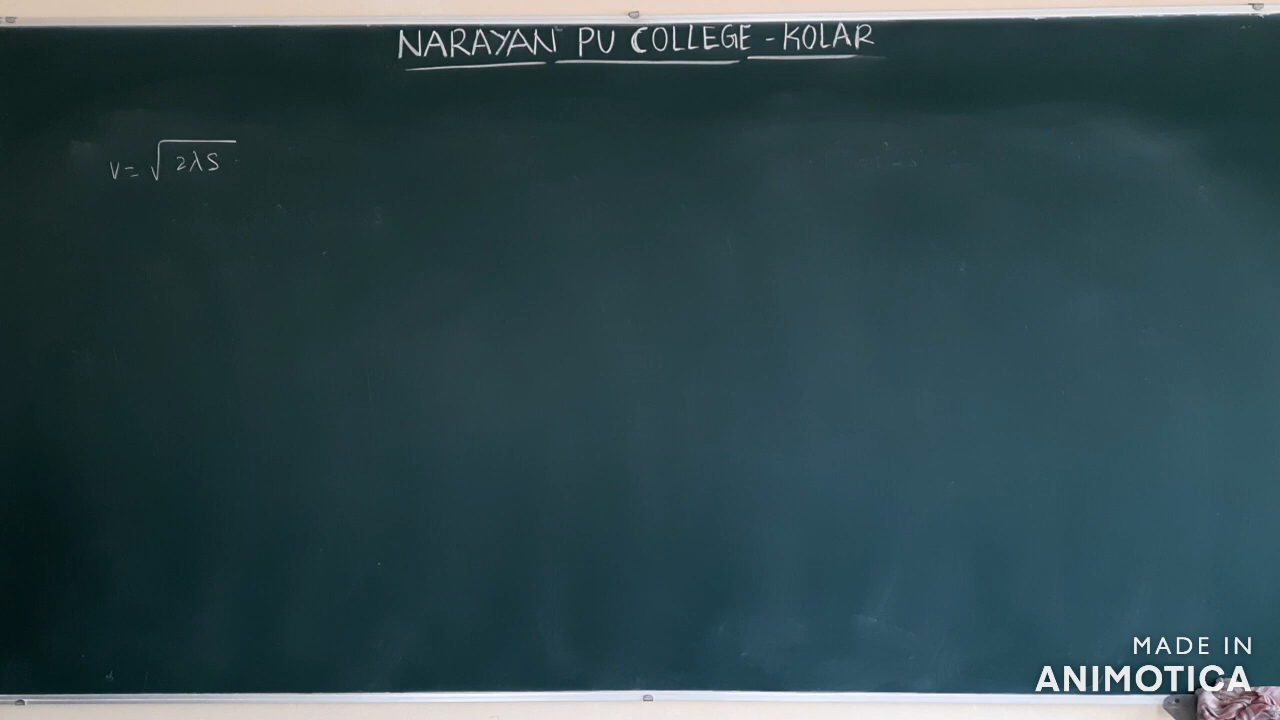 NARAYAN PU COLLEGE - KOLAR
v = √2λS
MADE IN
ANIMOTICA